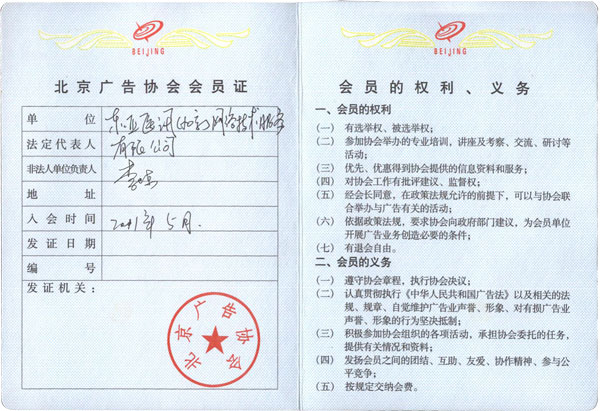 BEIJING
北京广告协会会员证
单位 东亚医讯(北京)网络技术服务
法定代表人 有限公司
非法人单位负责人
地址
入会时间 2011年5月
发证日期
编号
发证机关:
北京广告协会
BEIJING
会员的权利、义务
一、会员的权利
(一) 有选举权、被选举权;
(二) 参加协会举办的专业培训,讲座及考察、交流、研讨等
活动;
(三) 优先、优惠得到协会提供的信息资料和服务;
(四) 对协会工作有批评建议、监督权;
(五) 经会长同意,在政策法规允许的前提下,可以与协会联
合举办与广告有关的活动;
(六) 依据政策法规,要求协会向政府部门建议,为会员单位
开展广告业务创造必要的条件;
(七) 有退会自由。
二、会员的义务
(一) 遵守协会章程,执行协会决议;
(二) 认真贯彻执行《中华人民共和国广告法》以及相关的法
规、规章、自觉维护广告业声誉、形象、对有损广告业声
誉、形象的行为坚决抵制;
(三) 积极参加协会组织的各项活动,承担协会委托的任务,
提供有关情况和资料;
(四) 发扬会员之间的团结、互助、友爱、协作精神,参与公
平竞争;
(五) 按规定交纳会费。